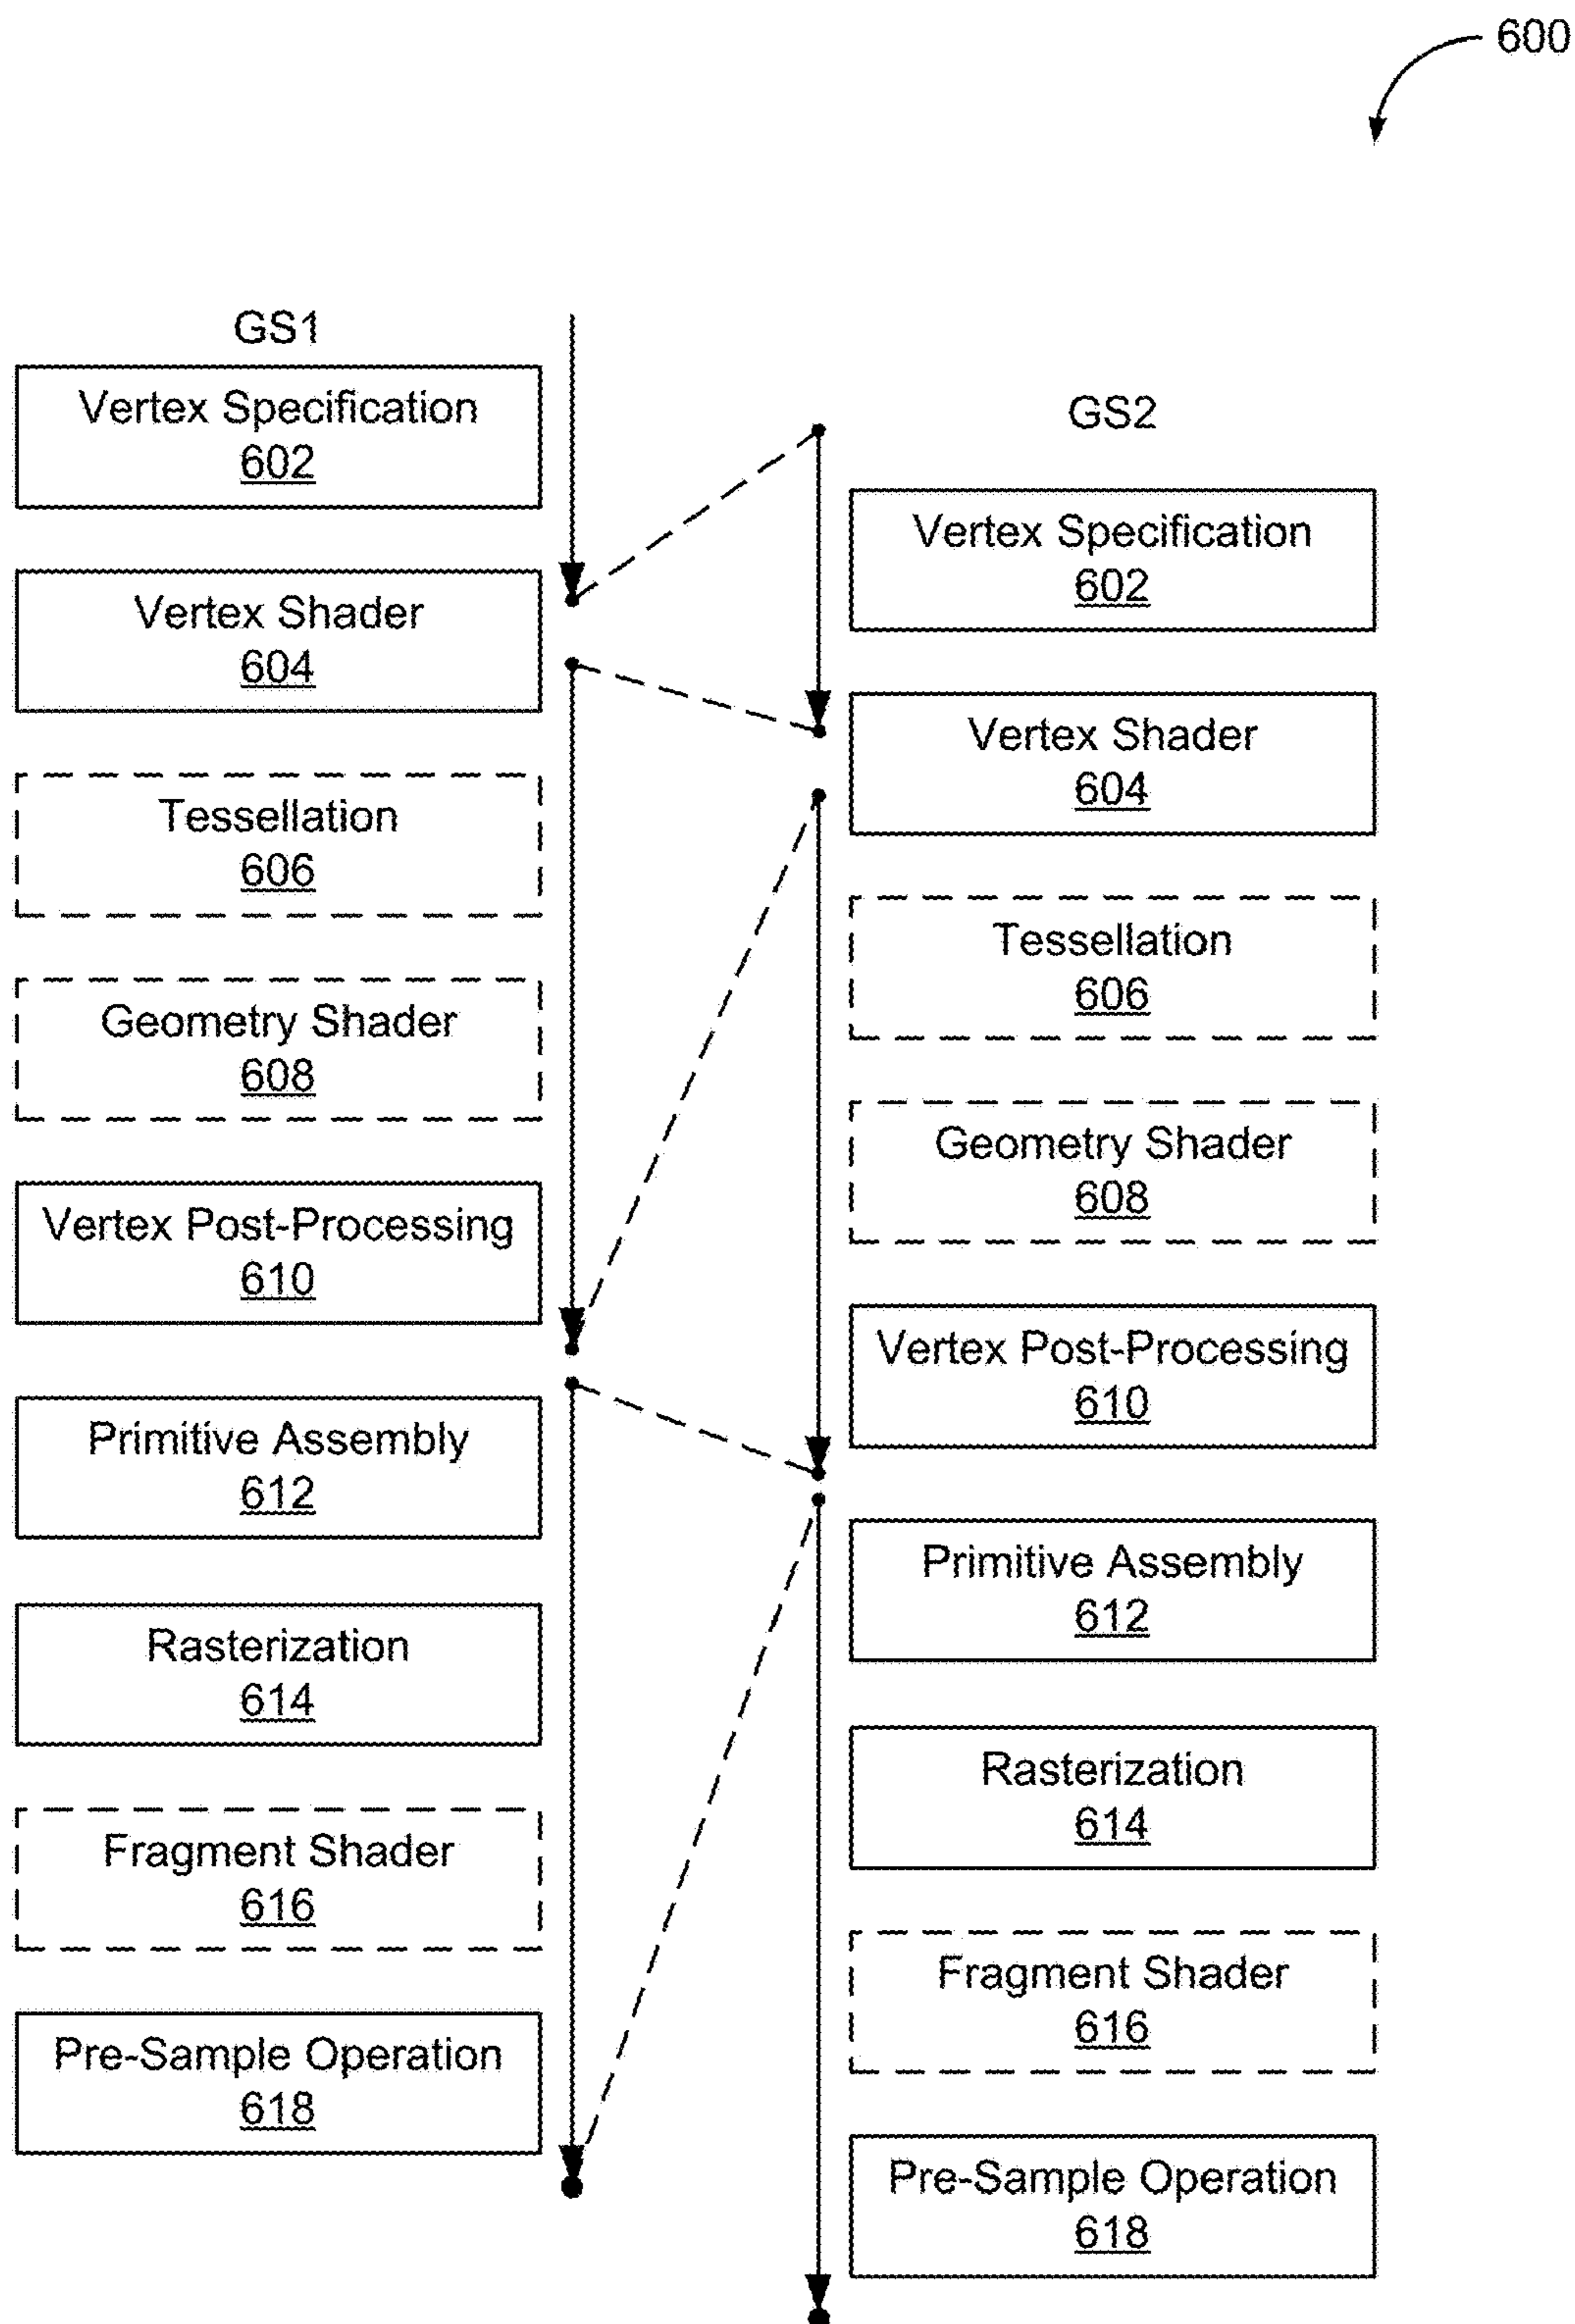 600
GS1
Vertex Specification
602
Vertex Shader
604
Tessellation
606
Geometry Shader
608
Vertex Post-Processing
610
Primitive Assembly
612
Rasterization
614
Fragment Shader
616
Pre-Sample Operation
618
GS2
Vertex Specification
602
Vertex Shader
604
Tessellation
606
Geometry Shader
608
Vertex Post-Processing
610
Primitive Assembly
612
Rasterization
614
Fragment Shader
616
Pre-Sample Operation
618